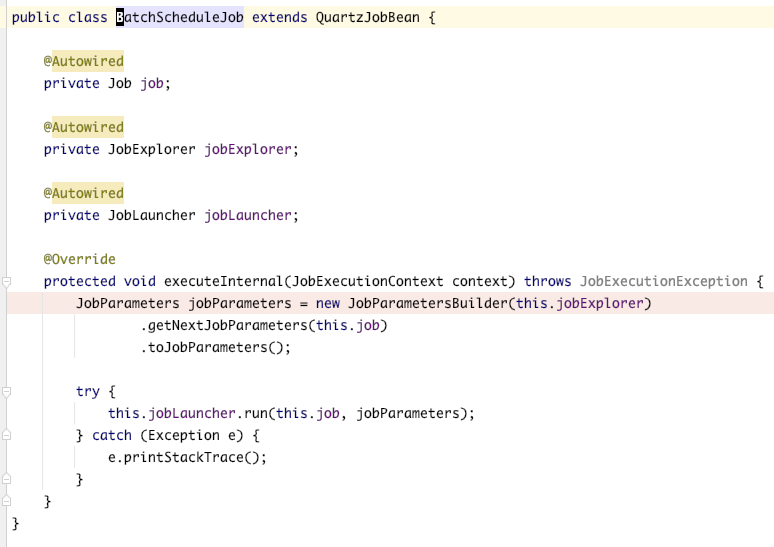 public class BatchScheduleJob extends QuartzJobBean {
@Autowired
private Job job;
@Autowired
private JobExplorer jobExplorer;
@Autowired
private JobLauncher jobLauncher;
@Override
protected void executeInternal(JobExecutionContext context) throws JobExecutionException {
JobParameters jobParameters = new JobParametersBuilder(this.jobExplorer)
.getNextJobParameters(this.job)
.toJobParameters();
try {
this.jobLauncher.run(this.job, jobParameters);
} catch (Exception e) {
e.printStackTrace();
}
}
}